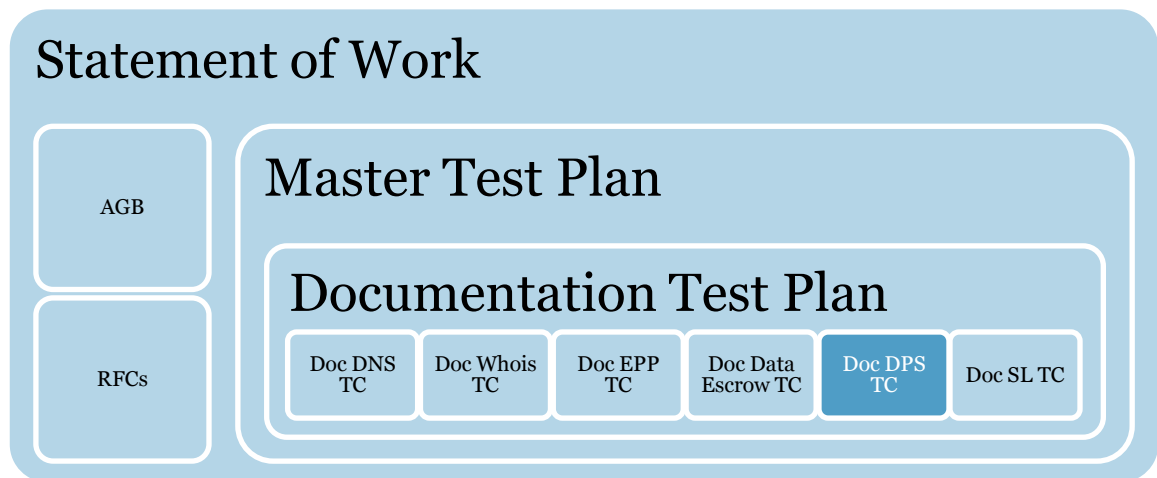 Statement of Work
AGB
RFCs
Master Test Plan
Documentation Test Plan
Doc DNS
TC
Doc Whois
TC
Doc EPP
TC
Doc Data
Escrow TC
Doc DPS
TC
Doc SL TC